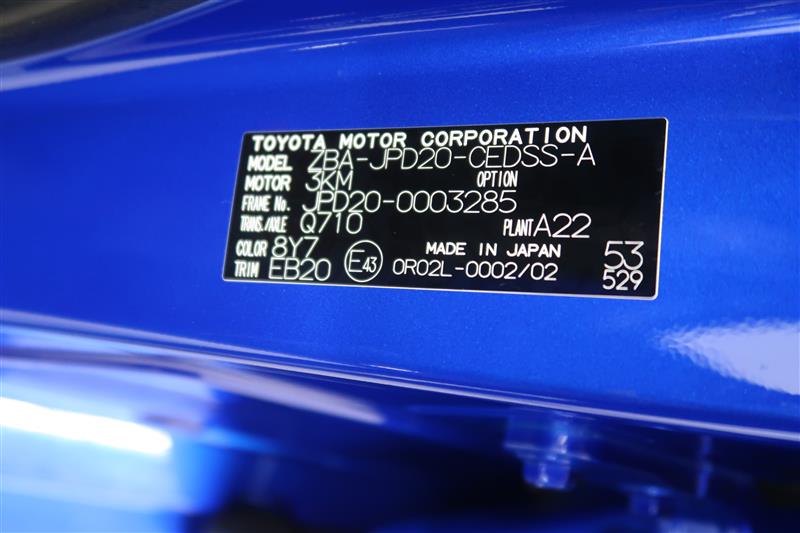 TOYOTA MOTOR CORPORATION
MODEL ZBA-JPD20-CEDSS-A
MOTOR 3KM OPTION
FRAME No. JPD20-0003285
TRANS./AXLE Q710 PLANT A22
COLOR 8Y7 MADE IN JAPAN 53
TRIM EB20 E43 0R02L-0002/02 529